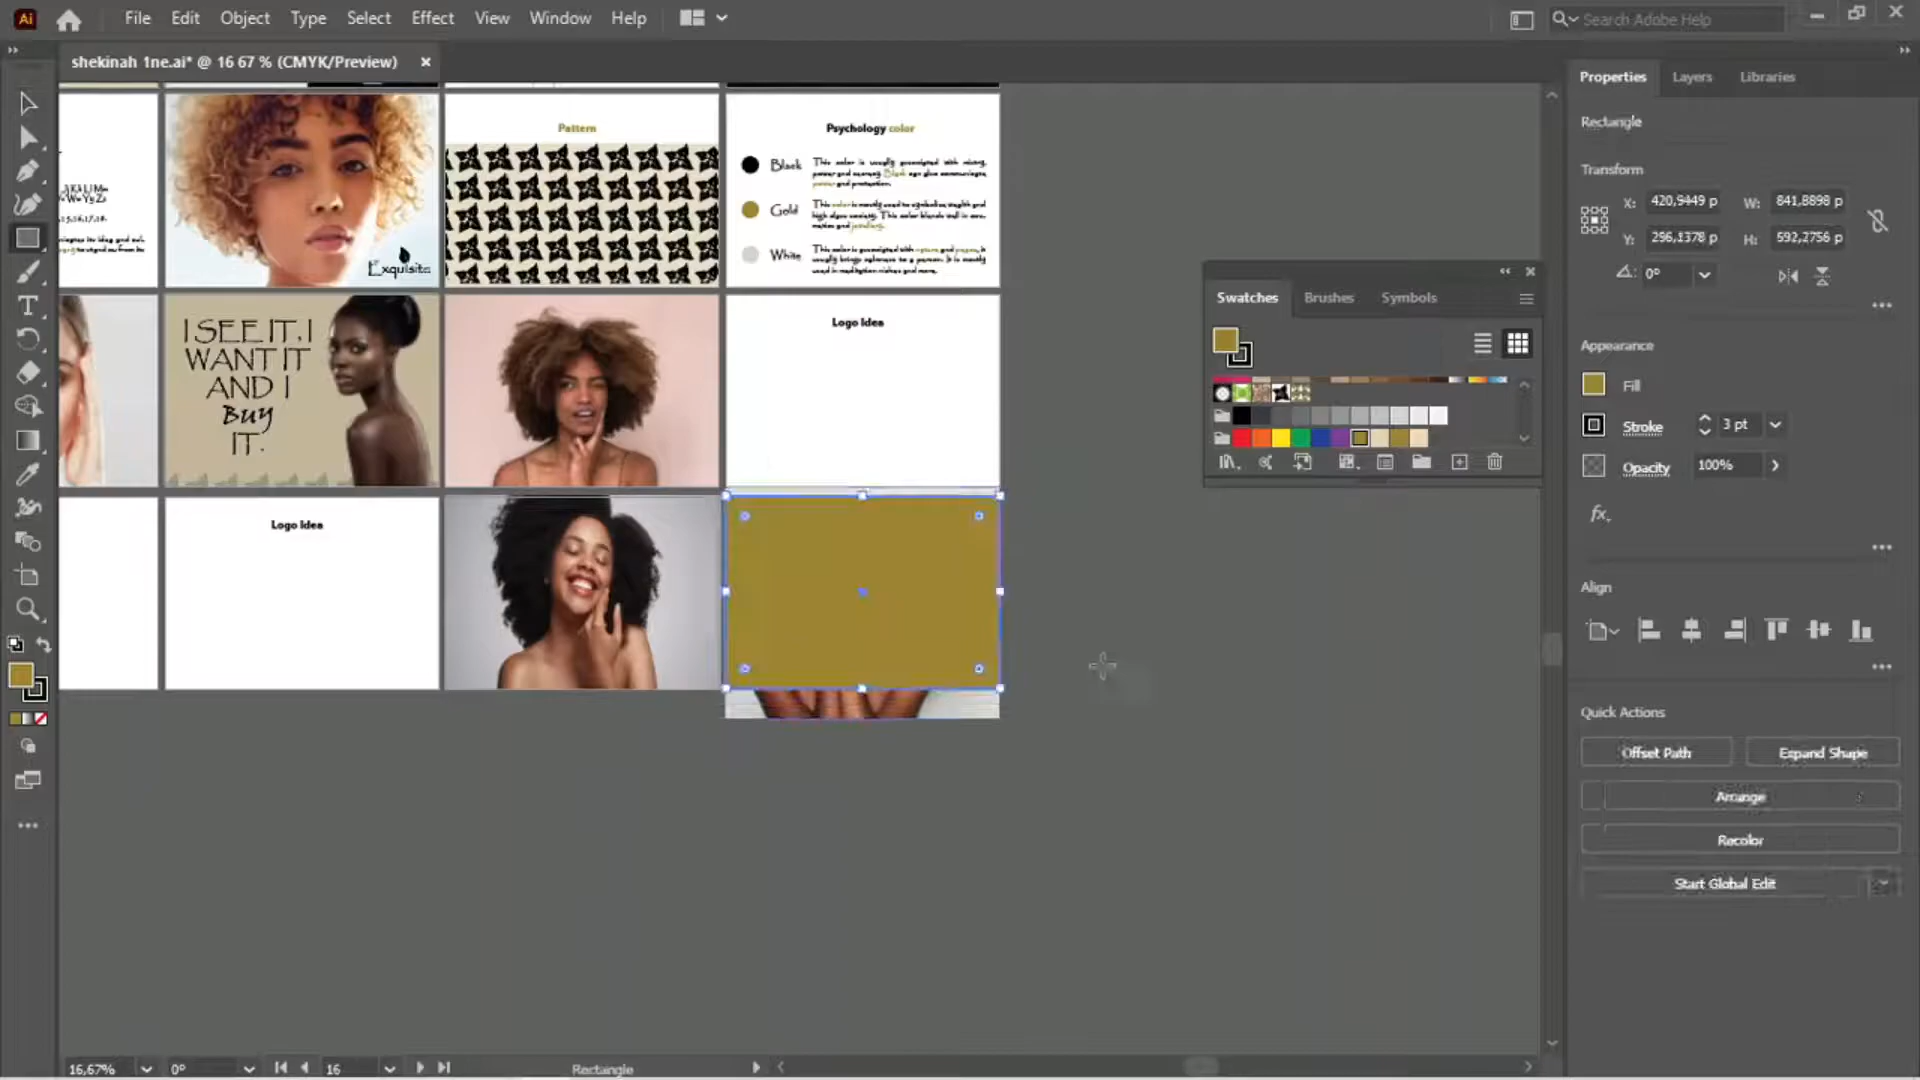 Ai
File Edit Object Type Select Effect View Window Help
Search Adobe Help
shekinah 1ne.ai* @ 16 67 % (CMYK/Preview) ×
Pattern
Psychology color
Black
Gold
White
Exquisite
I SEE IT, I
WANT IT
AND I
Buy
IT.
Logo Idea
Logo Idea
Swatches Brushes Symbols
Properties Layers Libraries
Rectangle
Transform
X: 420,9449 p W: 841,8898 p
Y: 296,1378 p H: 592,2756 p
0°
Appearance
Fill
Stroke 3 pt
Opacity 100%
fx.
Align
Quick Actions
Offset Path Expand Shape
Arrange
Recolor
Start Global Edit
16,67% 0° 16 Rectangle